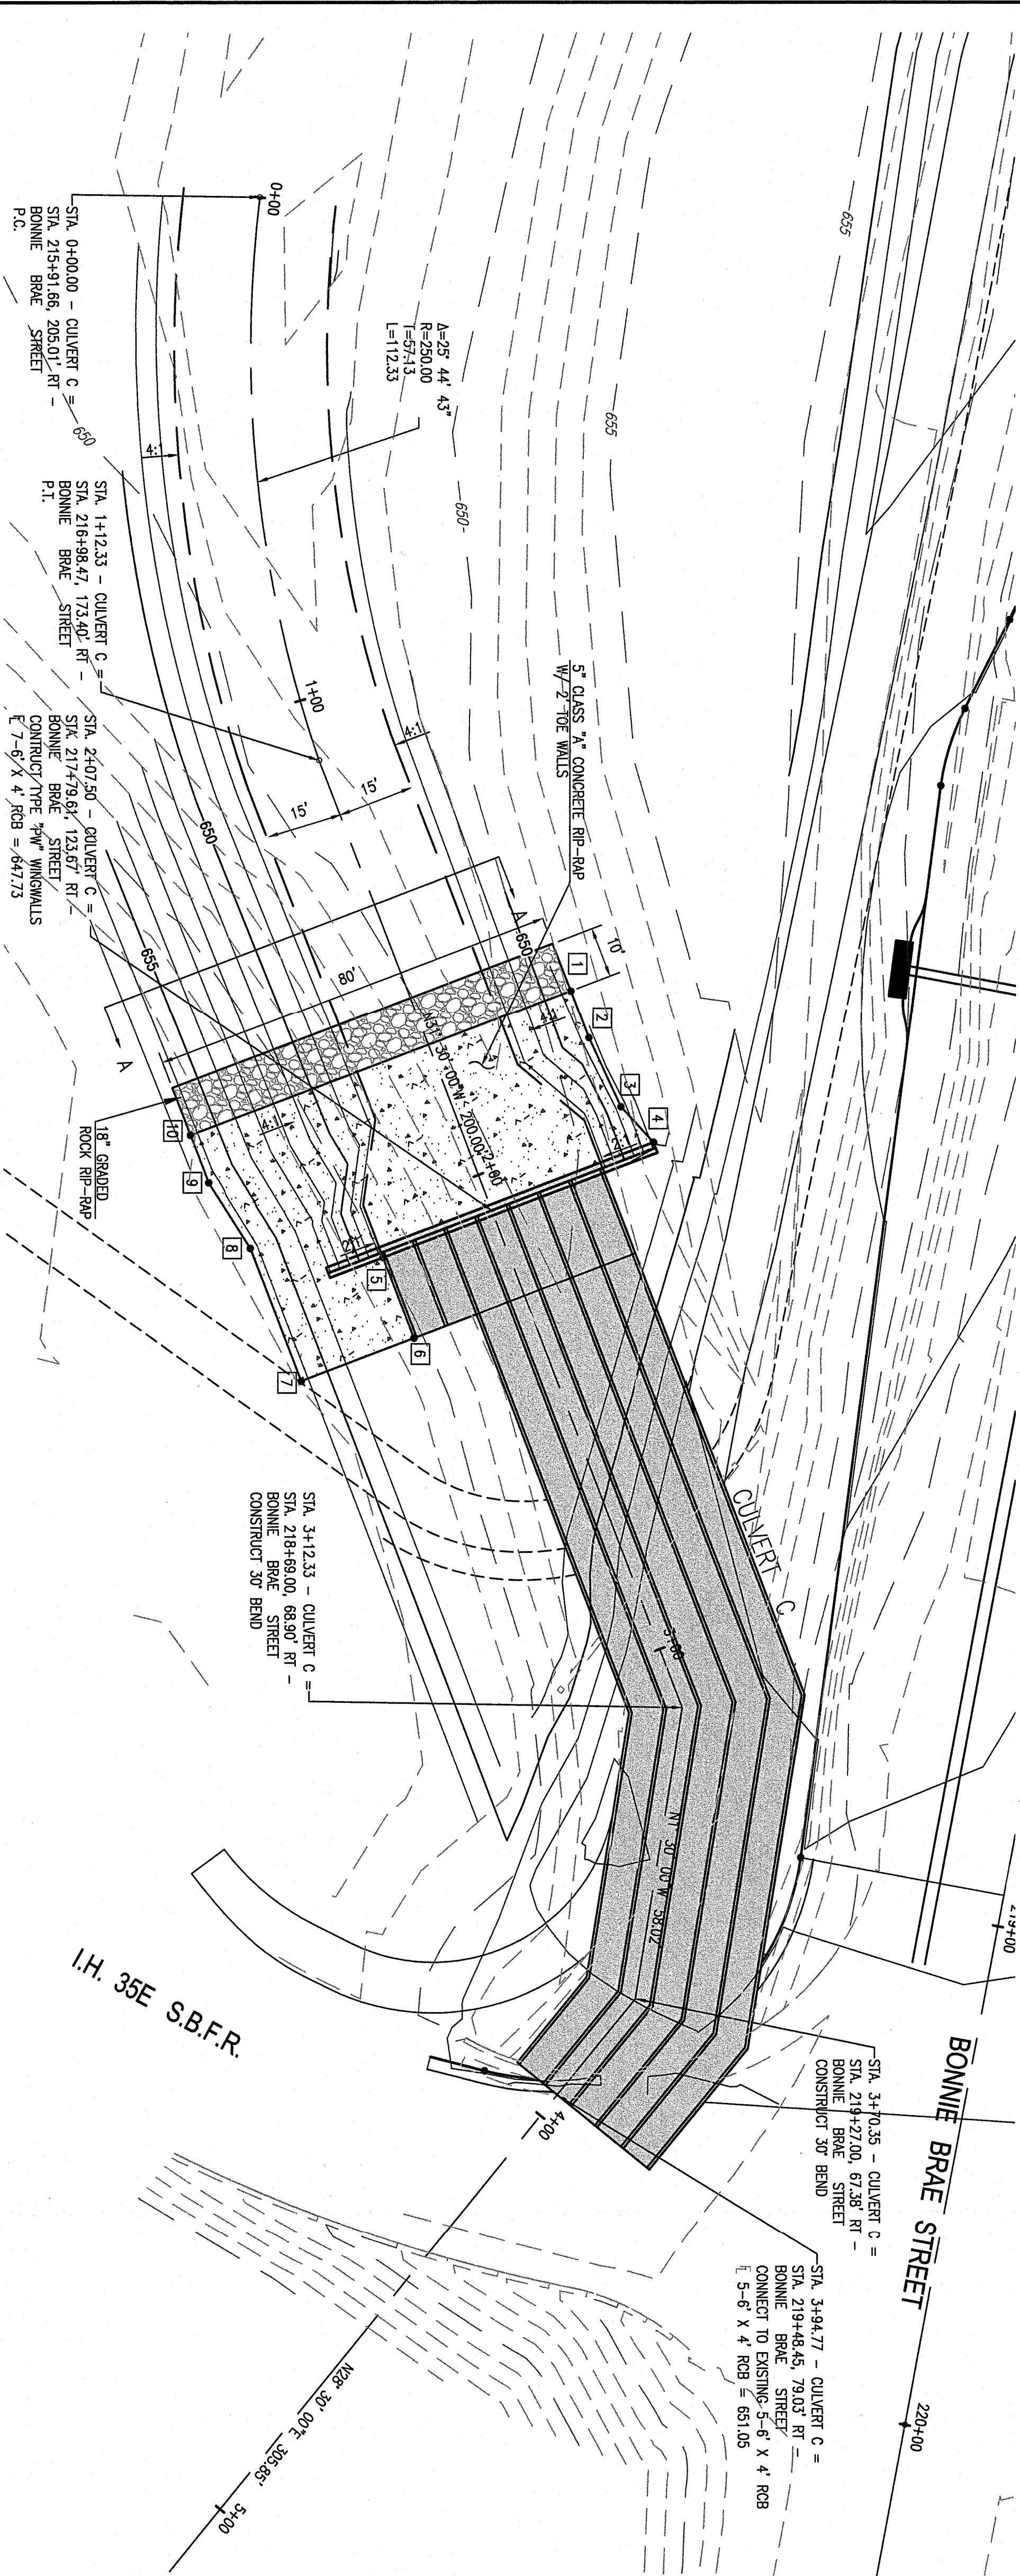 655
0+00
STA. 0+00.00 - CULVERT C =
STA. 215+91.66, 205.01' RT -
BONNIE BRAE STREET
P.C.
650
4:1
Δ=25° 44' 43"
R=250.00
T=57.13
L=112.33
655
-650-
STA. 1+12.33 - CULVERT C =
STA. 216+98.47, 173.40' RT -
BONNIE BRAE STREET
P.T.
1+00
4:1
15'
15'
5" CLASS "A" CONCRETE RIP-RAP
W/ 2' TOE WALLS
STA. 2+07.50 - CULVERT C =
STA. 217+79.61, 123.67' RT -
BONNIE BRAE STREET
CONTRUCT TYPE "PW" WINGWALLS
FL 7-6' X 4' RCB = 647.73
650
655
A
650
10'
80'
A
1
2
3
4
4:1
N31° 30' 00"W 200.00'
2+00
4:1
18" GRADED
ROCK RIP-RAP
10
9
8
5
6
7
CULVERT C
STA. 3+12.33 - CULVERT C =
STA. 218+69.00, 68.90' RT -
BONNIE BRAE STREET
CONSTRUCT 30° BEND
3+00
N1° 30' 00"W 58.02'
219+00
I.H. 35E S.B.F.R.
BONNIE BRAE STREET
STA. 3+70.35 - CULVERT C =
STA. 219+27.00, 67.38' RT -
BONNIE BRAE STREET
CONSTRUCT 30° BEND
4+00
STA. 3+94.77 - CULVERT C =
STA. 219+48.45, 79.03' RT -
BONNIE BRAE STREET
CONNECT TO EXISTING 5-6' X 4' RCB
FL 5-6' X 4' RCB = 651.05
220+00
N28° 30' 00"E 305.85'
5+00